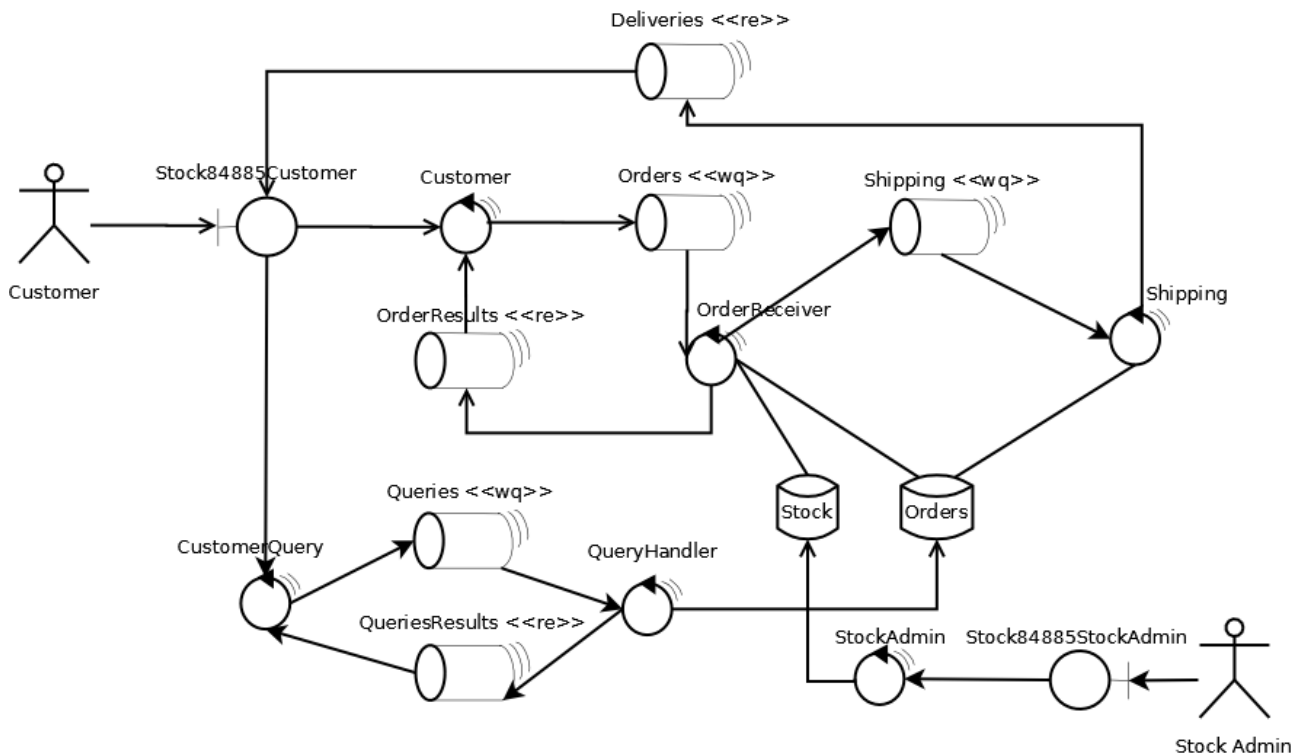 Deliveries <<re>>
Stock84885Customer
Customer
Orders <<wq>>
Shipping <<wq>>
Customer
OrderResults <<re>>
OrderReceiver
Shipping
Queries <<wq>>
Stock
Orders
CustomerQuery
QueryHandler
QueriesResults <<re>>
StockAdmin
Stock84885StockAdmin
Stock Admin